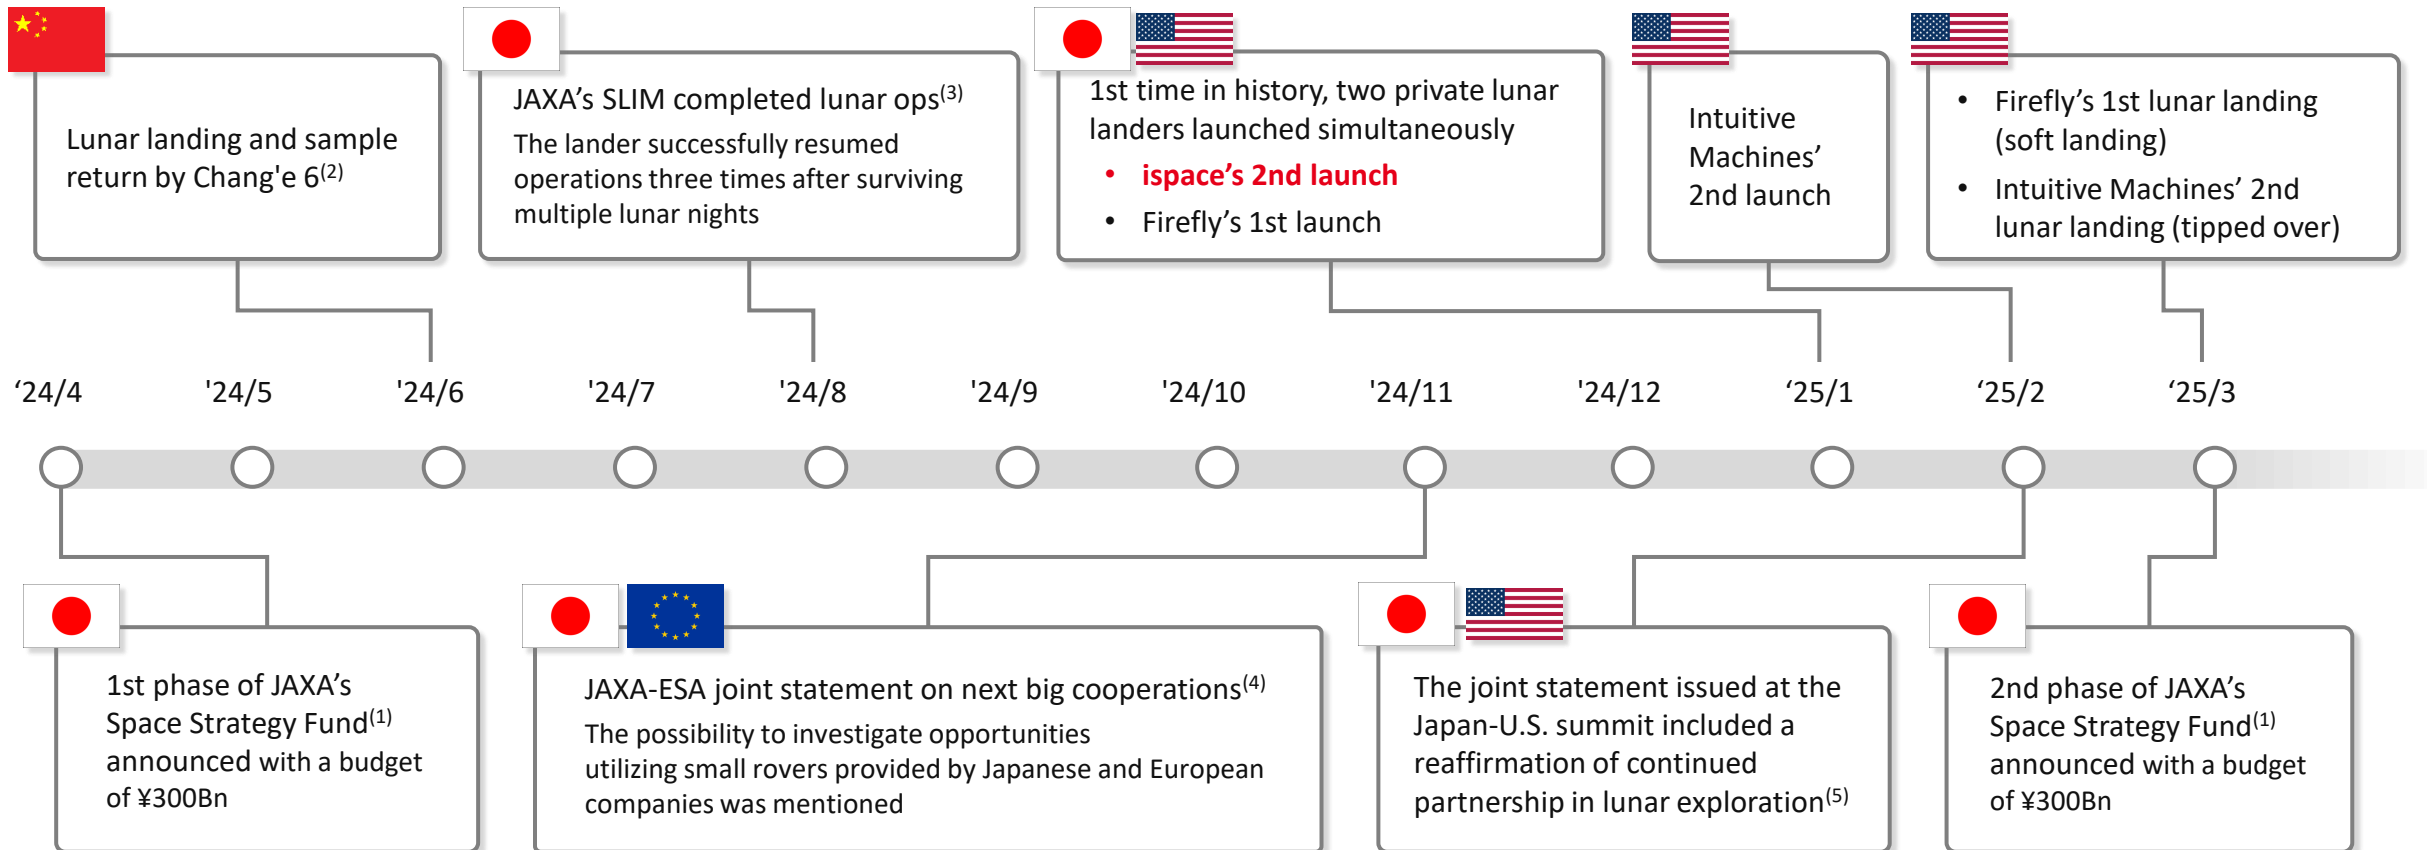 Lunar landing and sample
return by Chang'e 6(2)
JAXA’s SLIM completed lunar ops(3)
The lander successfully resumed
operations three times after surviving
multiple lunar nights
1st time in history, two private lunar
landers launched simultaneously
• ispace’s 2nd launch
• Firefly’s 1st launch
Intuitive
Machines’
2nd launch
• Firefly’s 1st lunar landing
(soft landing)
• Intuitive Machines’ 2nd
lunar landing (tipped over)
‘24/4 '24/5 '24/6 '24/7 '24/8 '24/9 '24/10 '24/11 '24/12 ‘25/1 ‘25/2 ‘25/3
1st phase of JAXA’s
Space Strategy Fund(1)
announced with a budget
of ¥300Bn
JAXA-ESA joint statement on next big cooperations(4)
The possibility to investigate opportunities
utilizing small rovers provided by Japanese and European
companies was mentioned
The joint statement issued at the
Japan-U.S. summit included a
reaffirmation of continued
partnership in lunar exploration(5)
2nd phase of JAXA’s
Space Strategy Fund(1)
announced with a budget
of ¥300Bn